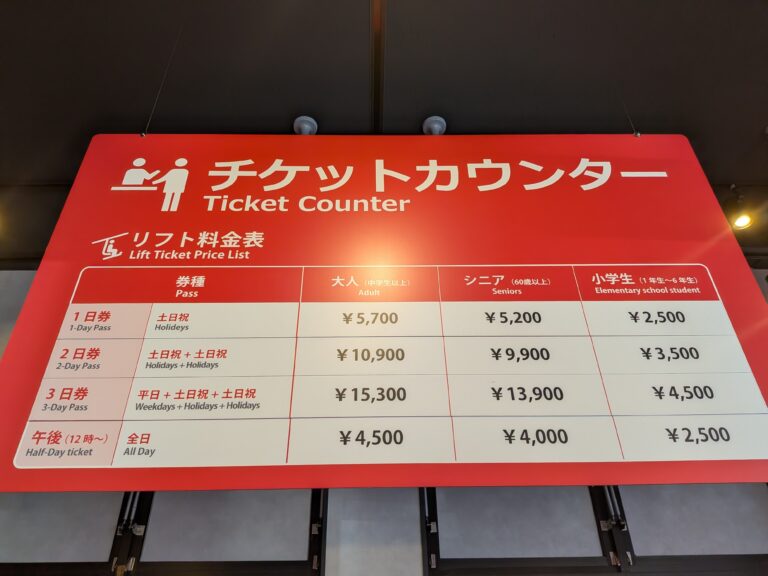 チケットカウンター
Ticket Counter
リフト料金表
Lift Ticket Price List
券種 大人（中学生以上） シニア（60歳以上） 小学生（1年生～6年生）
Pass Adult Seniors Elementary school student
1日券 土日祝 ¥5,700 ¥5,200 ¥2,500
1-Day Pass Holideys
2日券 土日祝 + 土日祝 ¥10,900 ¥9,900 ¥3,500
2-Day Pass Holidays + Holidays
3日券 平日 + 土日祝 + 土日祝 ¥15,300 ¥13,900 ¥4,500
3-Day Pass Weekdays + Holidays + Holidays
午後（12時～） 全日 ¥4,500 ¥4,000 ¥2,500
Half-Day ticket All Day